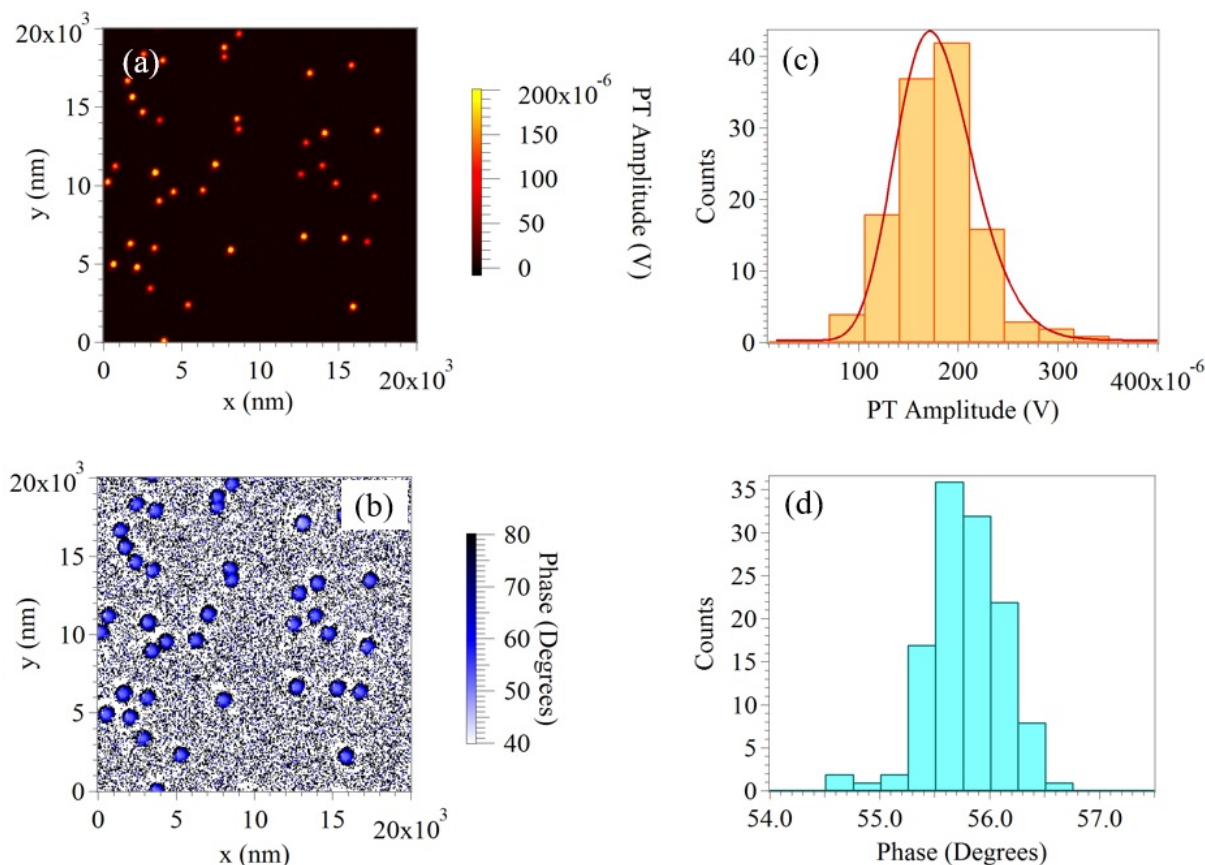 (a)
20x10³
15
10
5
0
y (nm)
0
5
10
15
20x10³
x (nm)
200x10⁻⁶
150
100
50
0
PT Amplitude (V)
(c)
40
30
20
10
0
Counts
100
200
300
400x10⁻⁶
PT Amplitude (V)
(b)
20x10³
15
10
5
0
y (nm)
0
5
10
15
20x10³
x (nm)
80
70
60
50
40
Phase (Degrees)
(d)
35
30
25
20
15
10
5
0
Counts
54.0
55.0
56.0
57.0
Phase (Degrees)